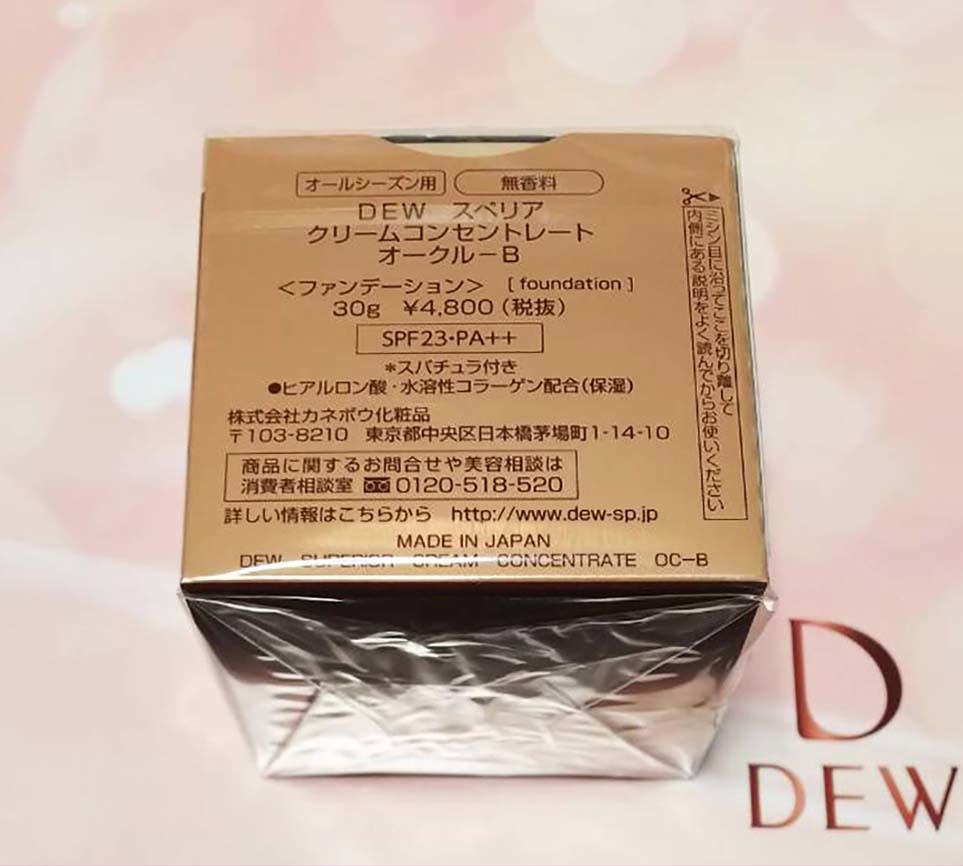 オールシーズン用 無香料
DEW スペリア
クリームコンセントレート
オークル-B
<ファンデーション> [foundation]
30g ¥4,800(税抜)
SPF23・PA++
*スパチュラ付き
●ヒアルロン酸・水溶性コラーゲン配合(保湿)
株式会社カネボウ化粧品
〒103-8210 東京都中央区日本橋茅場町1-14-10
商品に関するお問合せや美容相談は
消費者相談室 0120-518-520
詳しい情報はこちらから http://www.dew-sp.jp
MADE IN JAPAN
DEW SUPERIOR CREAM CONCENTRATE OC-B
ミシン目に沿ってここを切り離して
内側にある説明をよく読んでからお使いください
D
DEW